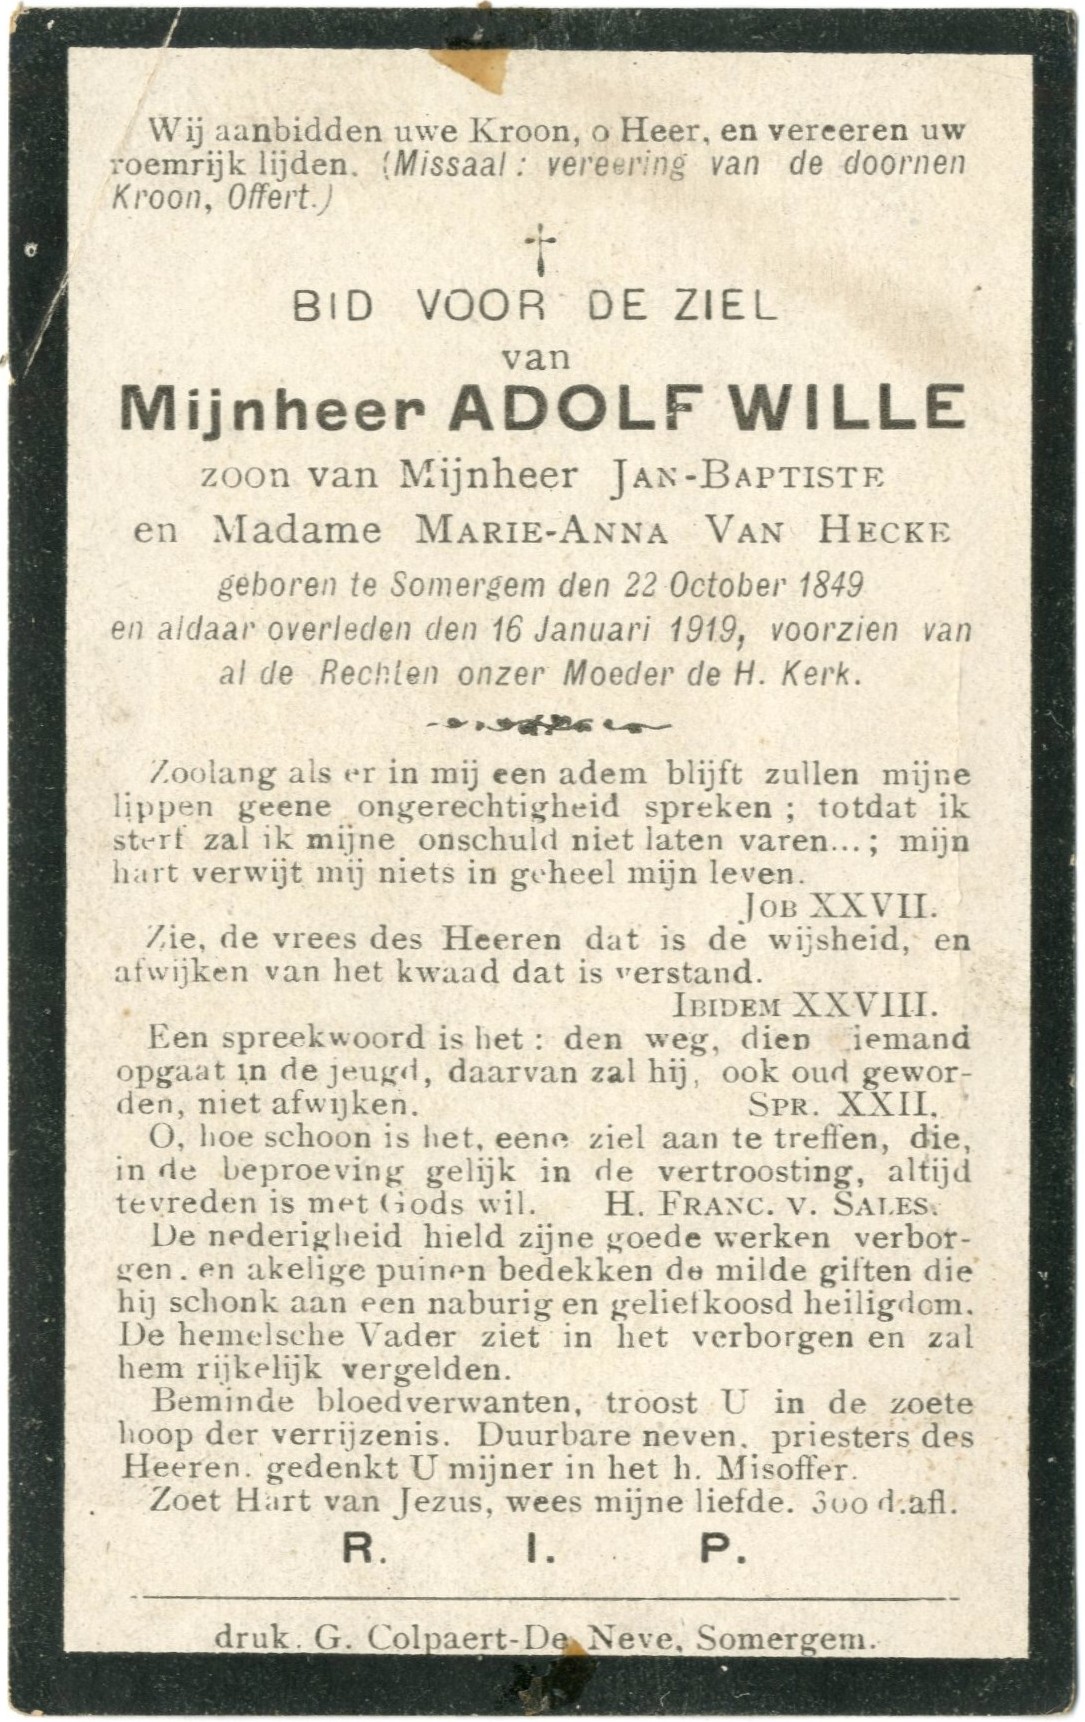 Wij aanbidden uwe Kroon, o Heer, en vereeren uw
roemrijk lijden. (Missaal : vereering van de doornen
Kroon, Offert.)
BID VOOR DE ZIEL
van
Mijnheer ADOLF WILLE
zoon van Mijnheer JAN-BAPTISTE
en Madame MARIE-ANNA VAN HECKE
geboren te Somergem den 22 October 1849
en aldaar overleden den 16 Januari 1919, voorzien van
al de Rechten onzer Moeder de H. Kerk.
Zoolang als er in mij een adem blijft zullen mijne
lippen geene ongerechtigheid spreken ; totdat ik
sterf zal ik mijne onschuld niet laten varen... ; mijn
hart verwijt mij niets in geheel mijn leven.
JOB XXVII.
Zie, de vrees des Heeren dat is de wijsheid, en
afwijken van het kwaad dat is verstand.
IBIDEM XXVIII.
Een spreekwoord is het : den weg, dien iemand
opgaat in de jeugd, daarvan zal hij, ook oud gewor-
den, niet afwijken. SPR. XXII.
O, hoe schoon is het, eene ziel aan te treffen, die,
in de beproeving gelijk in de vertroosting, altijd
tevreden is met Gods wil. H. FRANC. V. SALES.
De nederigheid hield zijne goede werken verbor-
gen. en akelige puinen bedekken de milde giften die
hij schonk aan een naburig en geliefkoosd heiligdom.
De hemelsche Vader ziet in het verborgen en zal
hem rijkelijk vergelden.
Beminde bloedverwanten, troost U in de zoete
hoop der verrijzenis. Duurbare neven, priesters des
Heeren, gedenkt U mijner in het h. Misoffer.
Zoet Hart van Jezus, wees mijne liefde. 300 d. afl.
R. I. P.
druk. G. Colpaert-De Neve, Somergem.